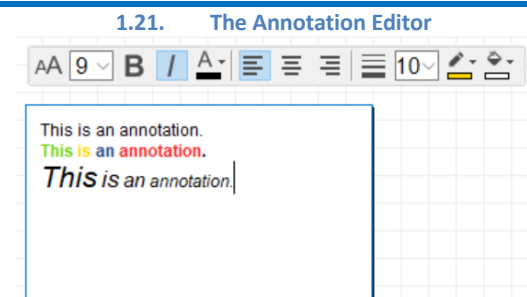 1.21. The Annotation Editor
AA 9 B I A 10
This is an annotation.
This is an annotation.
This is an annotation.